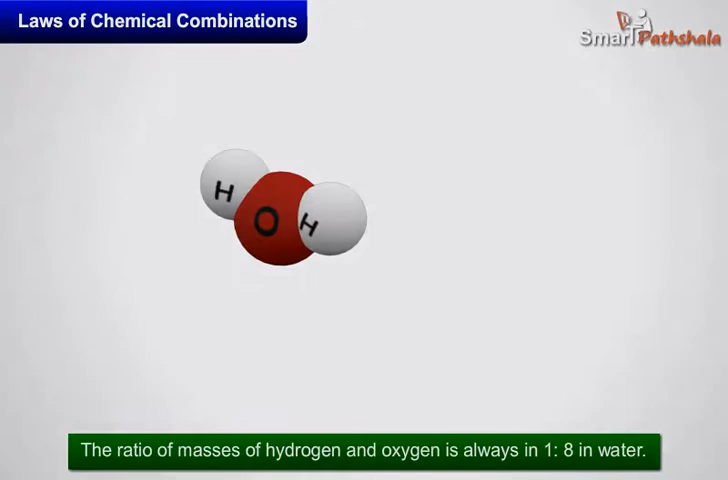 Laws of Chemical Combinations
SmartPathshala
H
O
H
The ratio of masses of hydrogen and oxygen is always in 1: 8 in water.